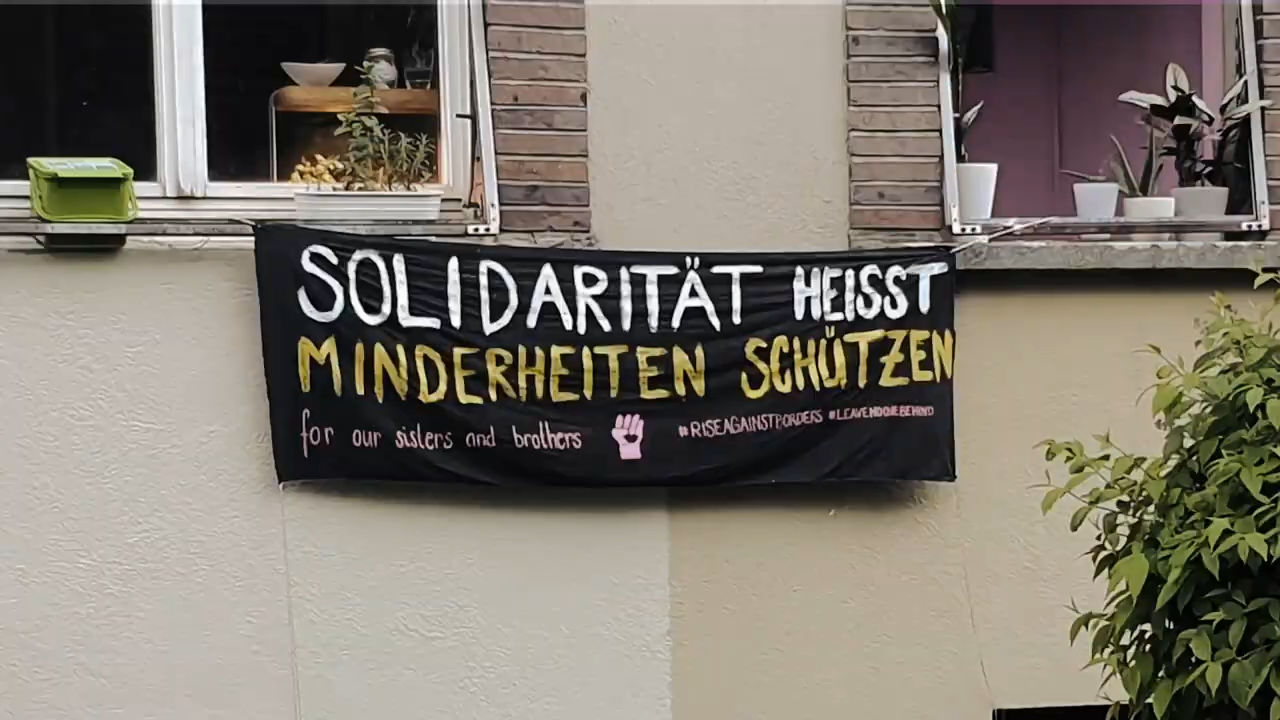 SOLIDARITÄT HEISST
MINDERHEITEN SCHÜTZEN
for our sisters and brothers #RISEAGAINSTBORDERS #LEAVENOONEBEHIND